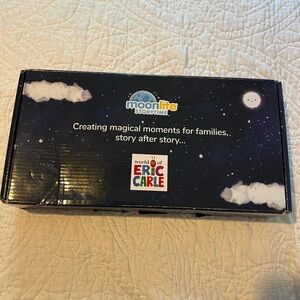 moonlite
STORYTIME
Creating magical moments for families,
story after story...
world of
ERIC
CARLE